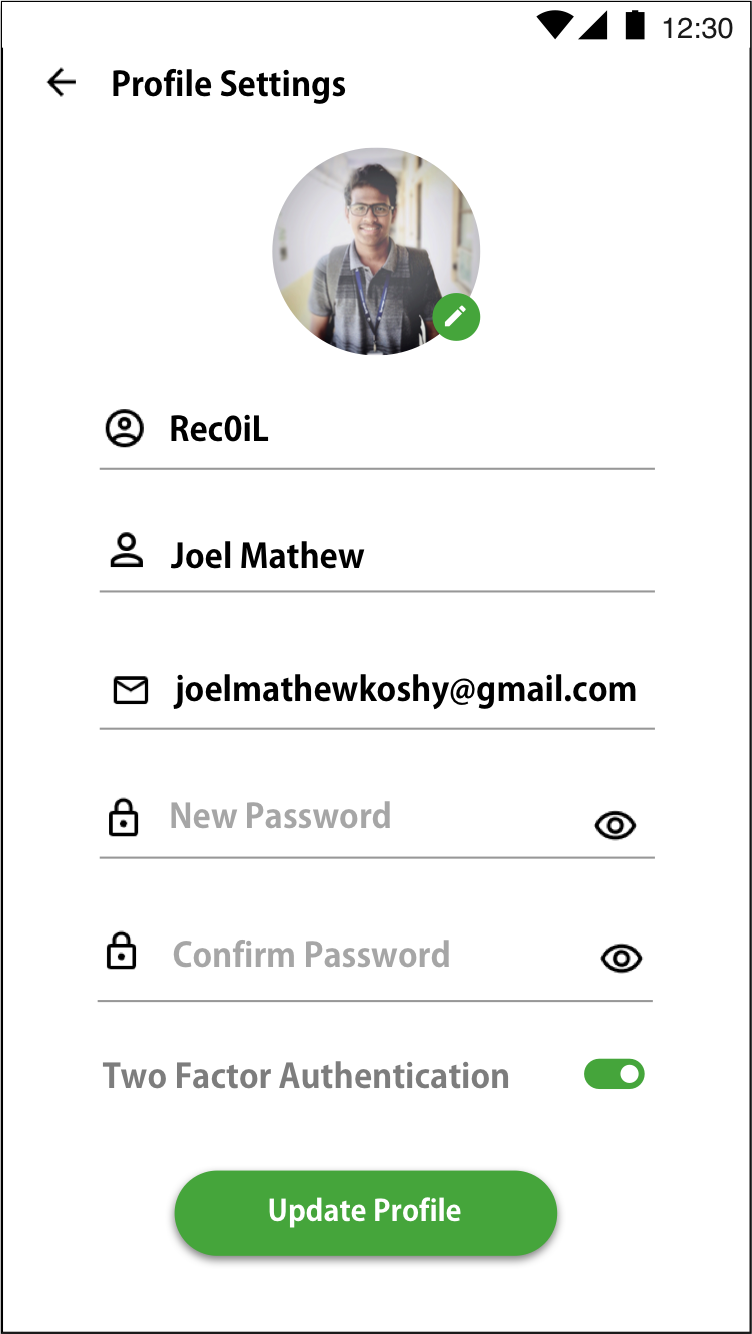 12:30
Profile Settings
Rec0iL
Joel Mathew
joelmathewkoshy@gmail.com
New Password
Confirm Password
Two Factor Authentication
Update Profile